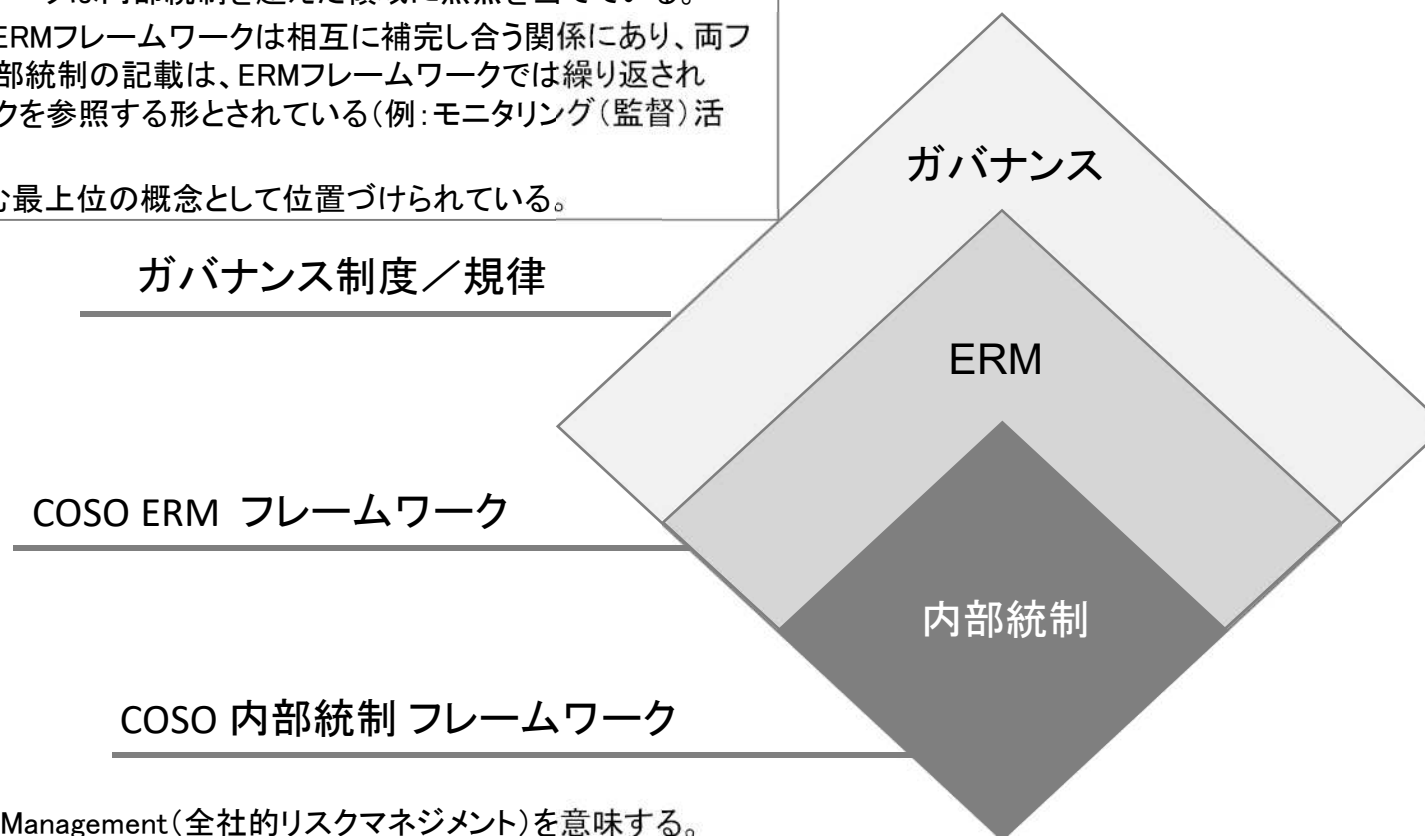 ERMフレームワークは相互に補完し合う関係にあり、両フ
部統制の記載は、ERMフレームワークでは繰り返され
クを参照する形とされている(例:モニタリング(監督)活
最上位の概念として位置づけられている。
ガバナンス
ガバナンス制度/規律
ERM
COSO ERM フレームワーク
内部統制
COSO 内部統制 フレームワーク
Management(全社的リスクマネジメント)を意味する。